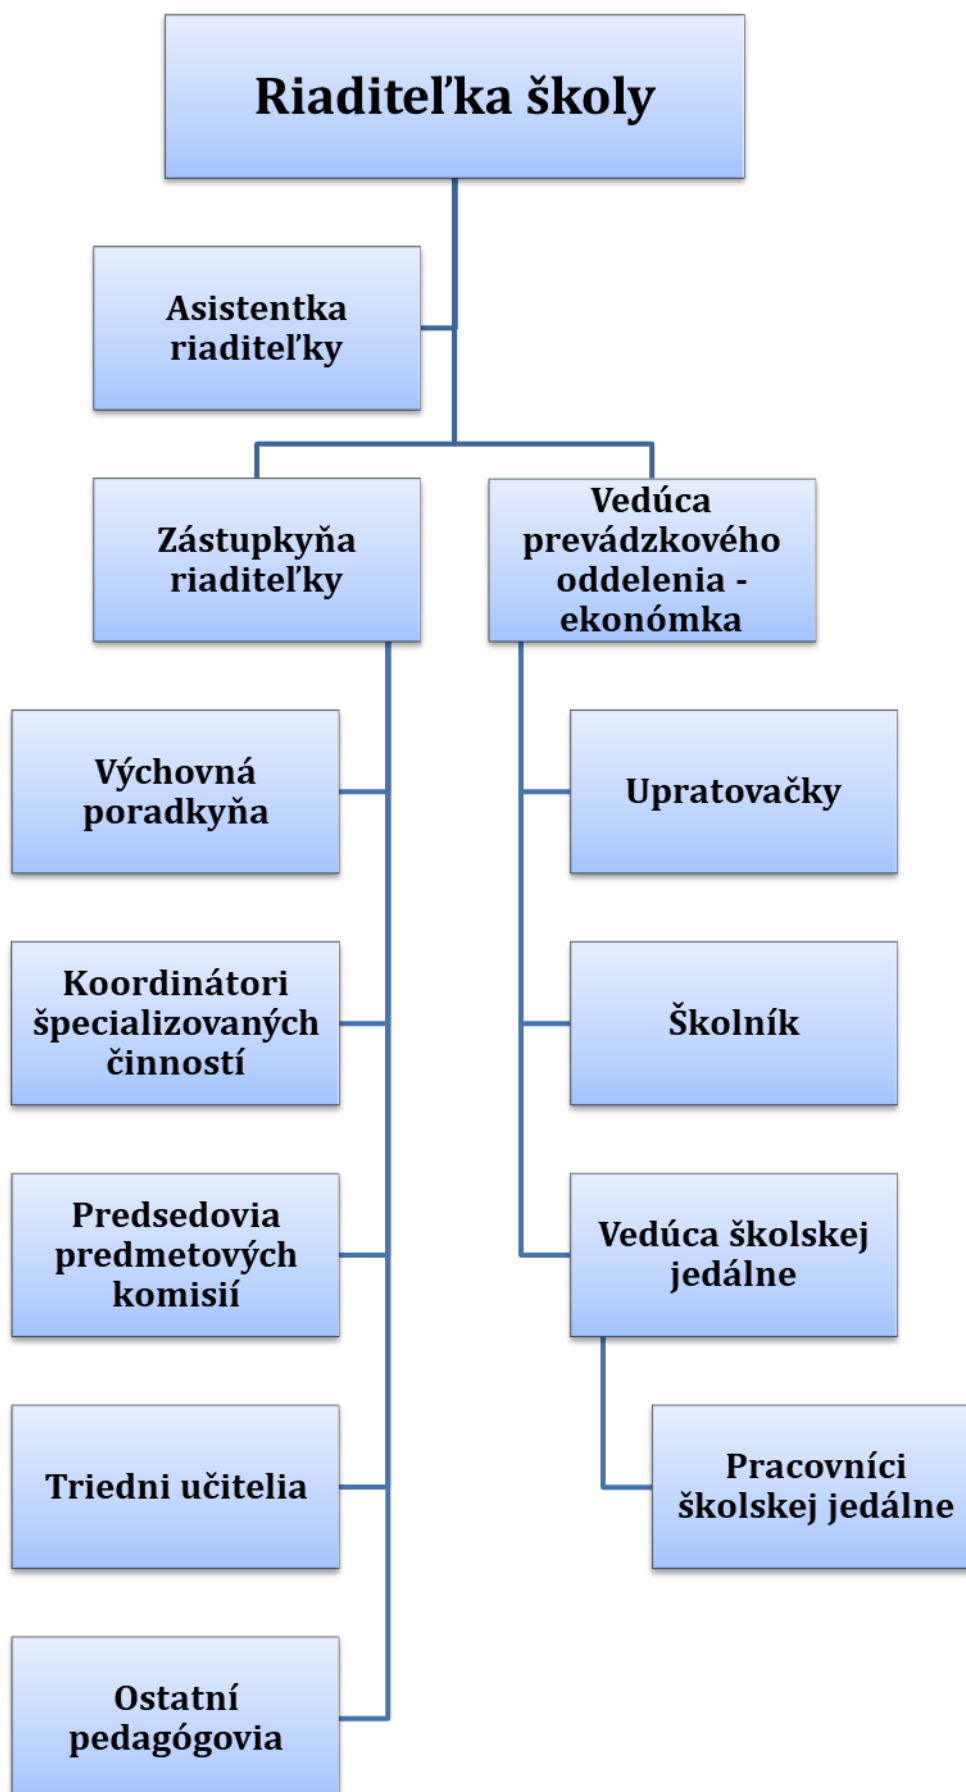 Riaditeľka školy
Asistentka
riaditeľky
Zástupkyňa
riaditeľky
Vedúca
prevádzkového
oddelenia -
ekonómka
Výchovná
poradkyňa
Upratovačky
Koordinátori
špecializovaných
činností
Školník
Predsedovia
predmetových
komisií
Vedúca školskej
jedálne
Triedni učitelia
Pracovníci
školskej jedálne
Ostatní
pedagógovia